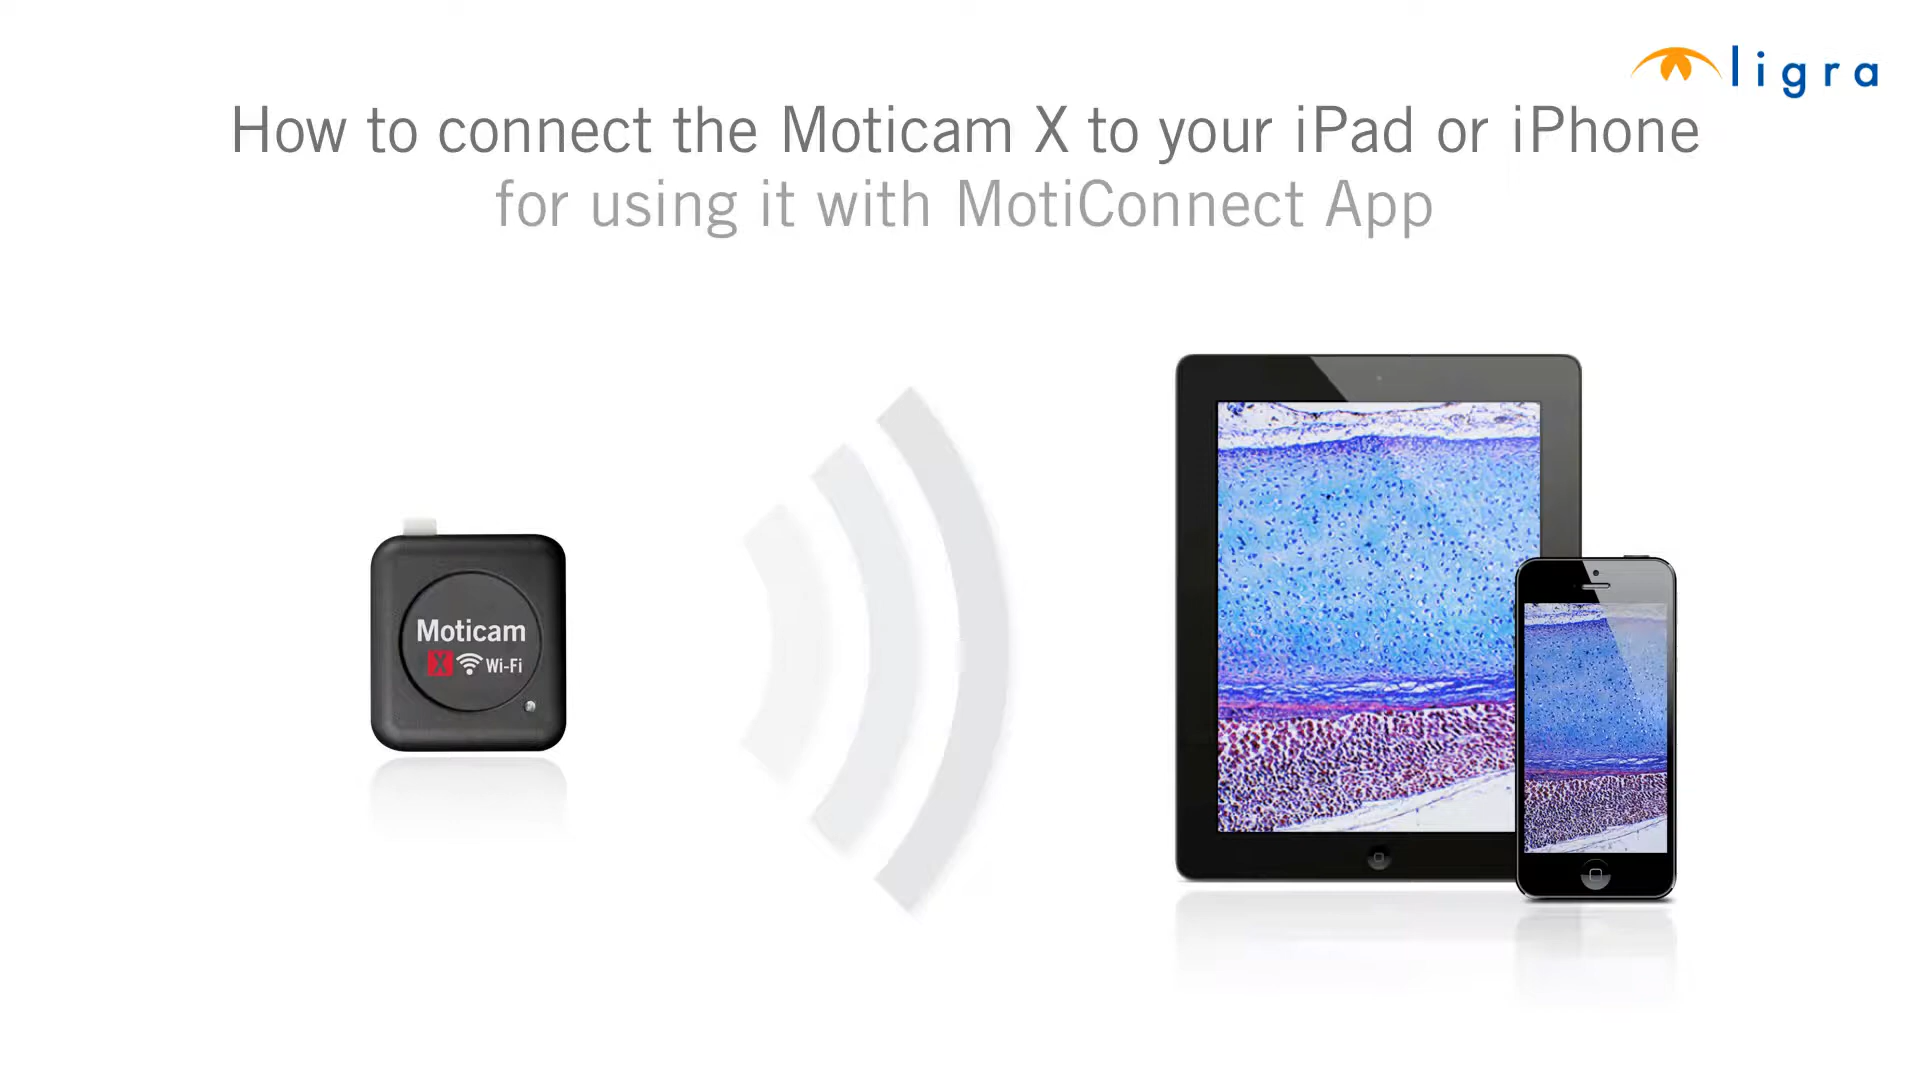 ligra
How to connect the Moticam X to your iPad or iPhone
for using it with MotiConnect App
Moticam
X Wi-Fi